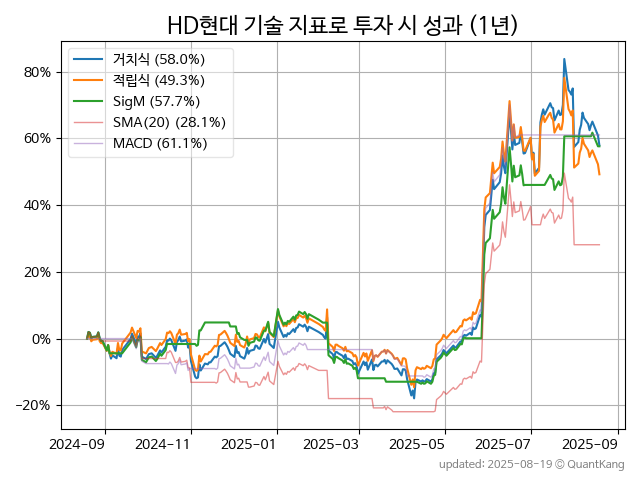 HD현대 기술 지표로 투자 시 성과 (1년)
거치식 (58.0%)
적립식 (49.3%)
SigM (57.7%)
SMA(20) (28.1%)
MACD (61.1%)
80%
60%
40%
20%
0%
−20%
2024-09 2024-11 2025-01 2025-03 2025-05 2025-07 2025-09
updated: 2025-08-19 © QuantKang